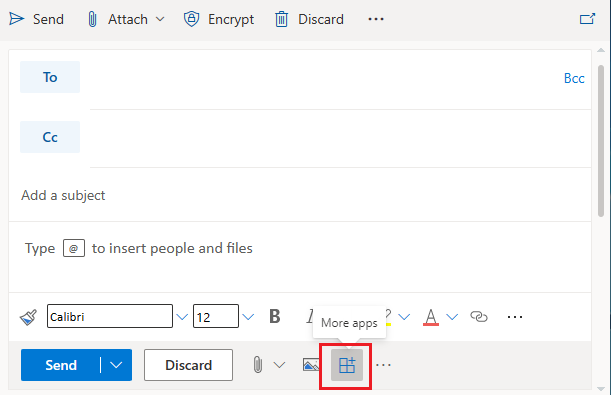 Send Attach Encrypt Discard ...
To Bcc
Cc
Add a subject
Type @ to insert people and files
Calibri 12 B I A ...
More apps
Send Discard ...